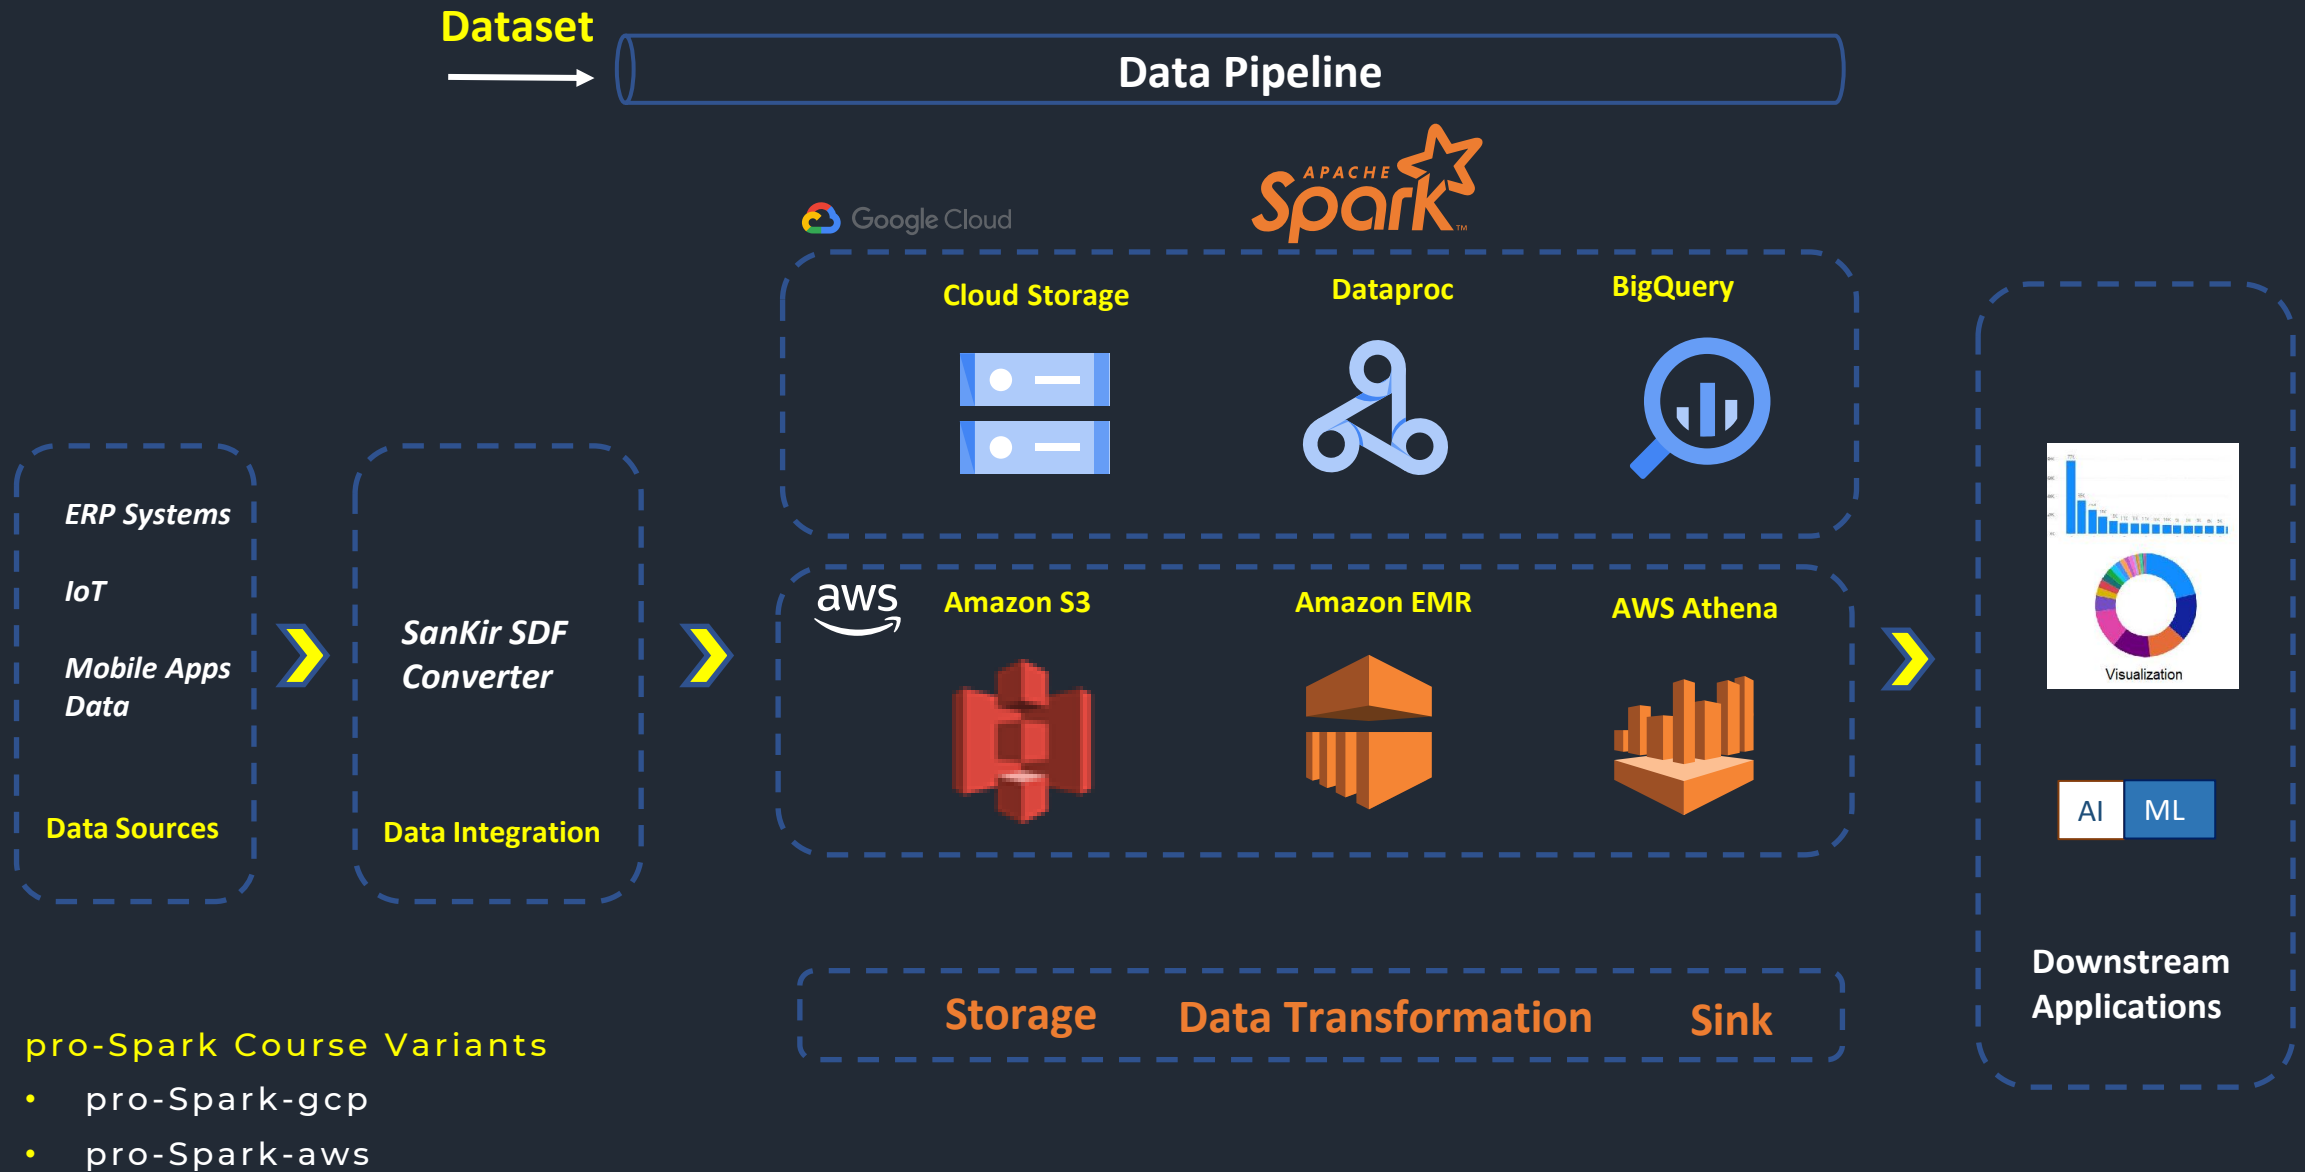 Dataset
Data Pipeline
APACHE
Spark
TM
Google Cloud
Cloud Storage
Dataproc
BigQuery
ERP Systems
IoT
Mobile Apps
Data
Data Sources
SanKir SDF
Converter
Data Integration
aws
Amazon S3
Amazon EMR
AWS Athena
Visualization
AI
ML
Downstream
Applications
Storage
Data Transformation
Sink
pro-Spark Course Variants
• pro-Spark-gcp
• pro-Spark-aws